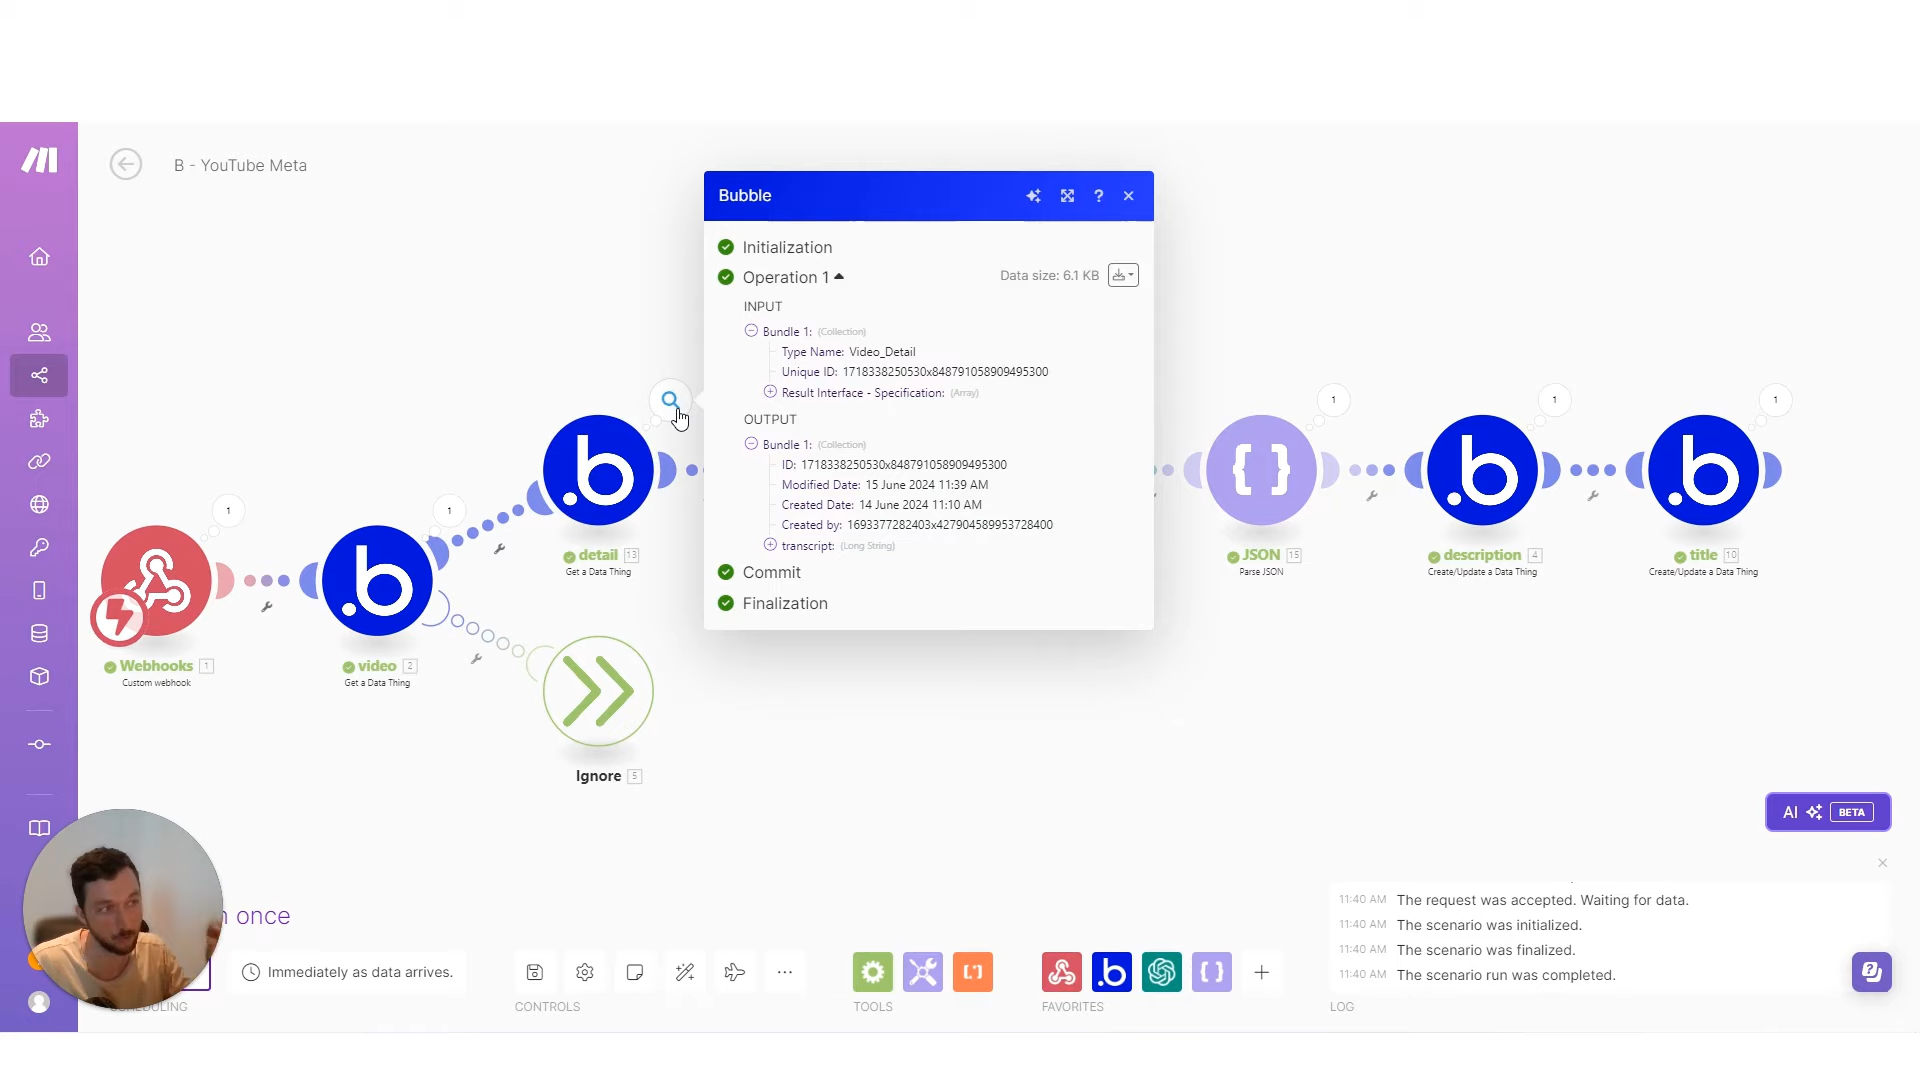 B - YouTube Meta
Bubble
?
Initialization
Operation 1
Data size: 6.1 KB
INPUT
Bundle 1: (Collection)
Type Name: Video_Detail
Unique ID: 1718338250530x848791058909495300
Result Interface - Specification: (Array)
OUTPUT
Bundle 1: (Collection)
ID: 1718338250530x848791058909495300
Modified Date: 15 June 2024 11:39 AM
Created Date: 14 June 2024 11:10 AM
Created by: 1693377282403x427904589953728400
transcript: (Long String)
Commit
Finalization
1
1
1
1
1
Webhooks 1
Custom webhook
video 2
Get a Data Thing
detail 13
Get a Data Thing
Ignore 5
JSON 15
Parse JSON
description 4
Create/Update a Data Thing
title 10
Create/Update a Data Thing
AI BETA
once
Immediately as data arrives.
CONTROLS
TOOLS
FAVORITES
11:40 AM The request was accepted. Waiting for data.
11:40 AM The scenario was initialized.
11:40 AM The scenario was finalized.
11:40 AM The scenario run was completed.
LOG